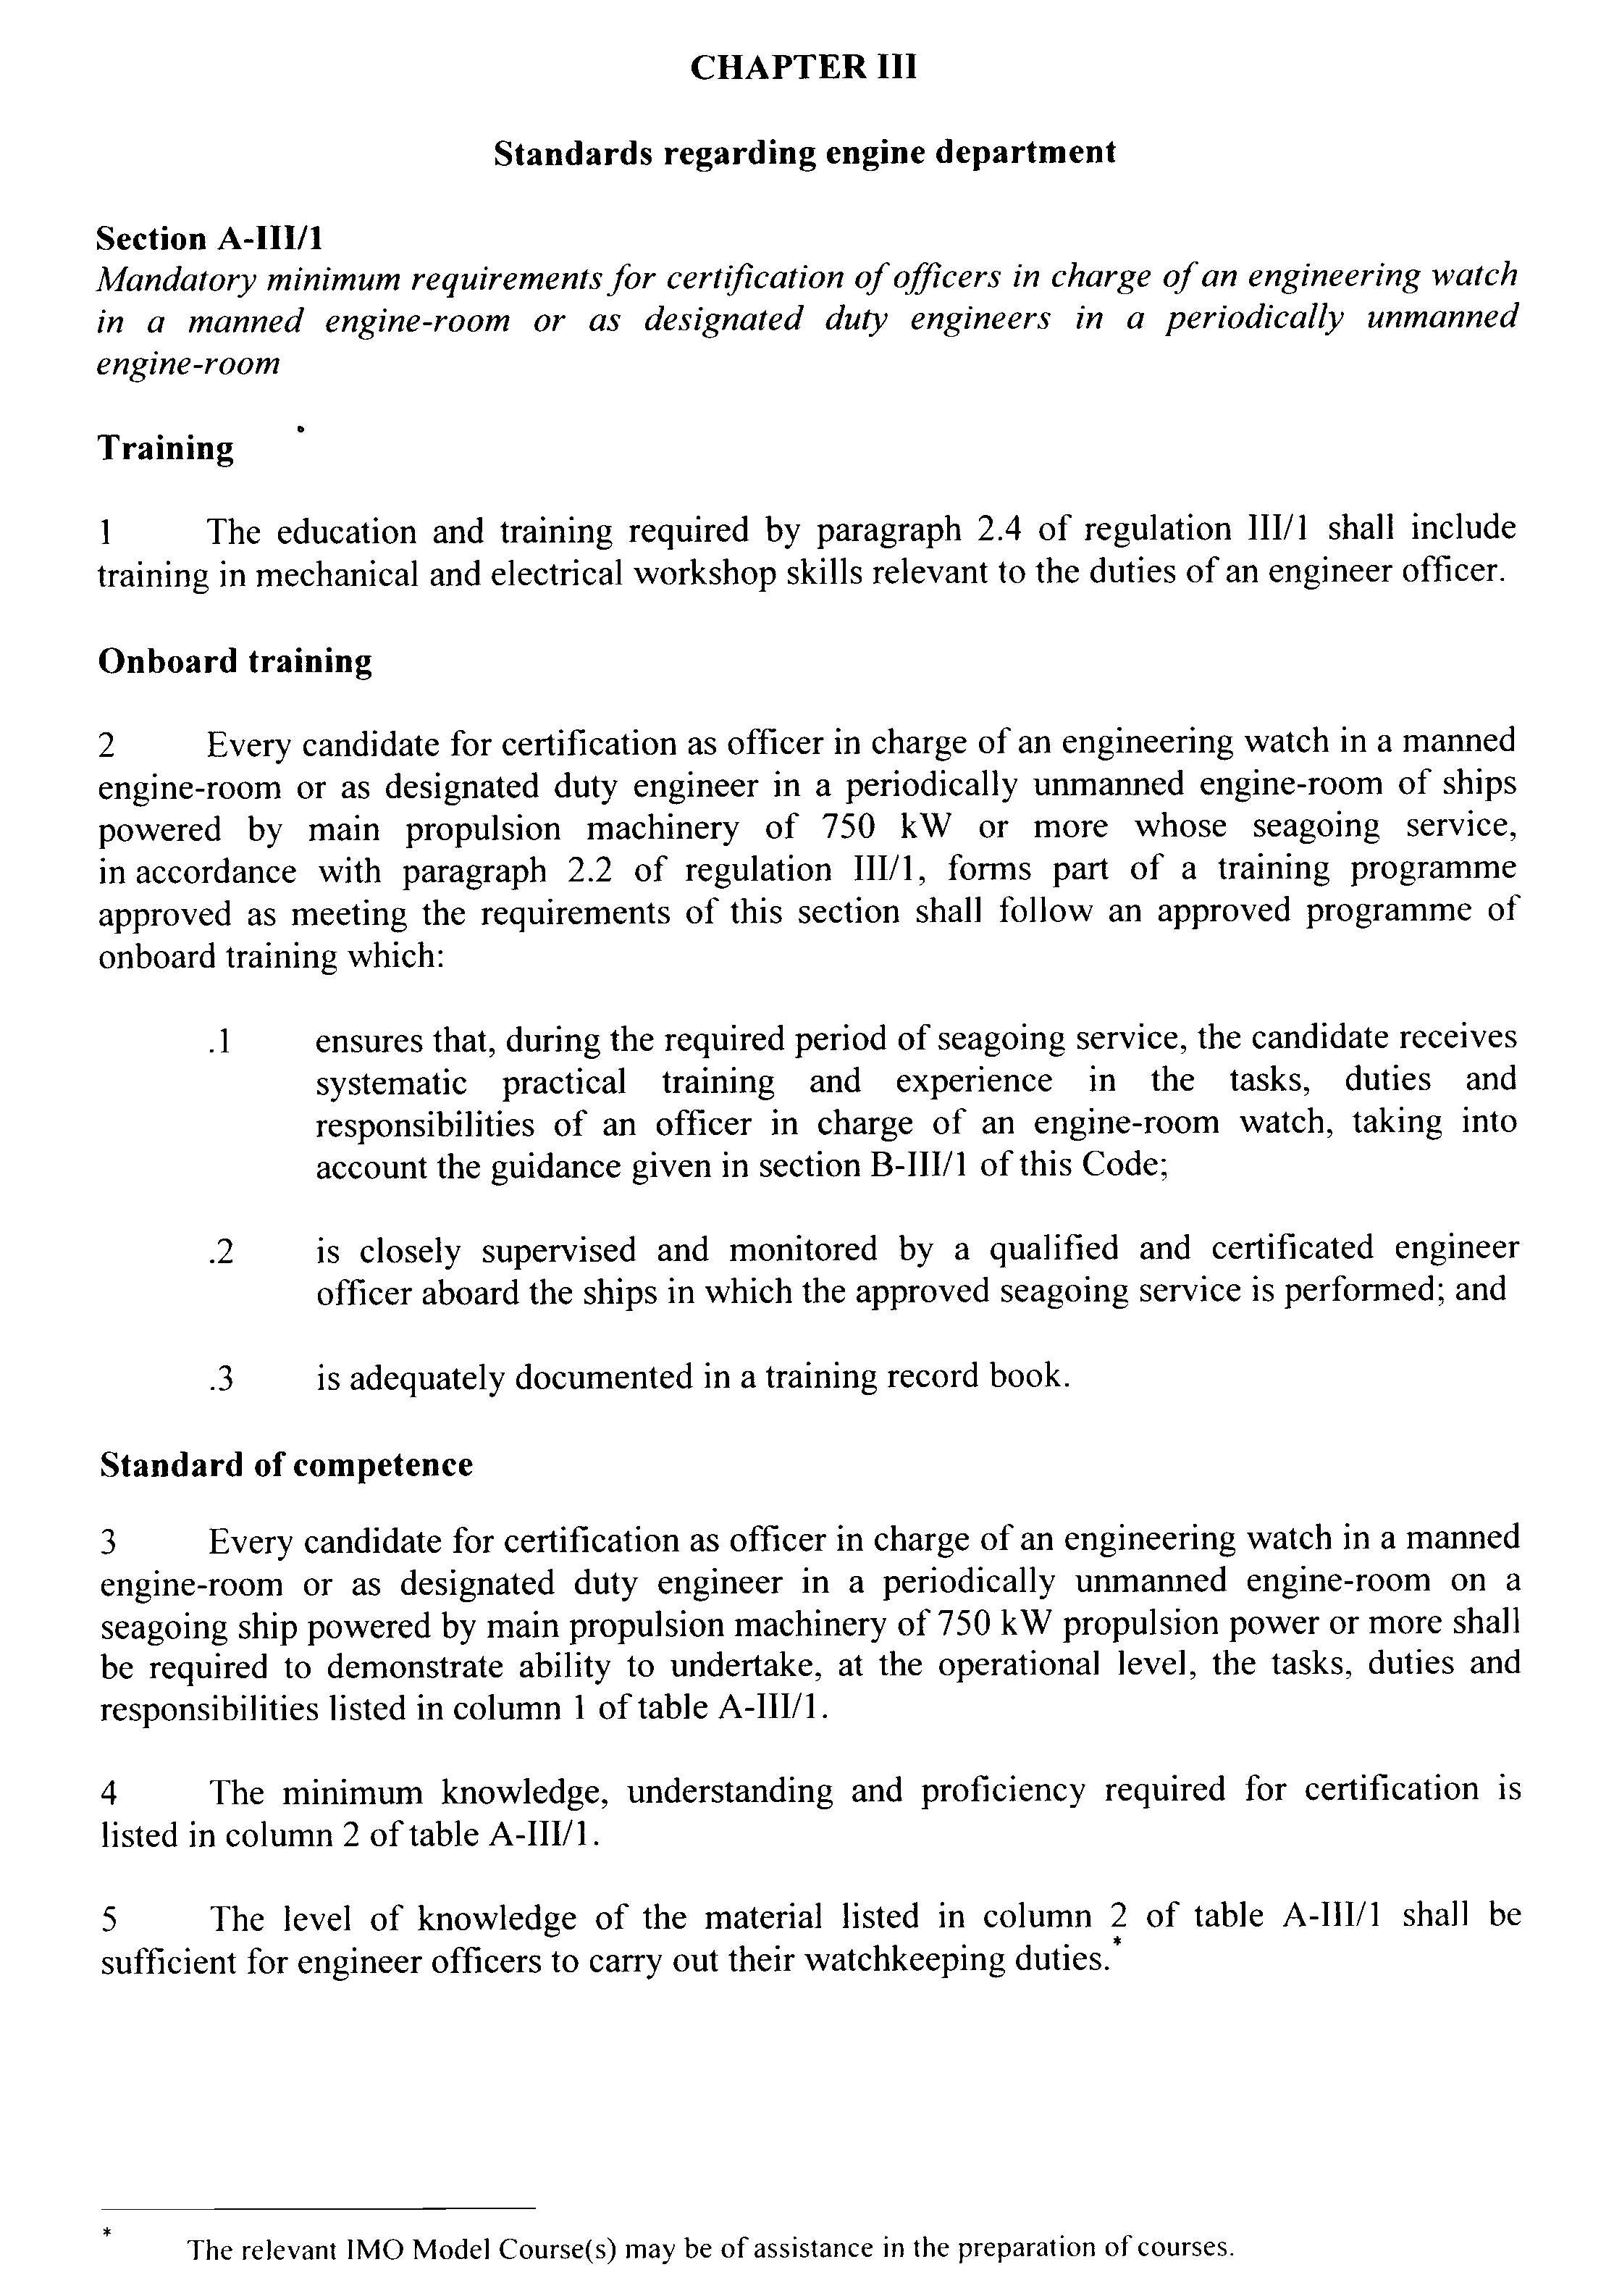 CHAPTER III
Standards regarding engine department
Section A-III/1
Mandatory minimum requirements for certification of officers in charge of an engineering watch
in a manned engine-room or as designated duty engineers in a periodically unmanned
engine-room
Training
1 The education and training required by paragraph 2.4 of regulation III/1 shall include
training in mechanical and electrical workshop skills relevant to the duties of an engineer officer.
Onboard training
2 Every candidate for certification as officer in charge of an engineering watch in a manned
engine-room or as designated duty engineer in a periodically unmanned engine-room of ships
powered by main propulsion machinery of 750 kW or more whose seagoing service,
in accordance with paragraph 2.2 of regulation III/1, forms part of a training programme
approved as meeting the requirements of this section shall follow an approved programme of
onboard training which:
.1 ensures that, during the required period of seagoing service, the candidate receives
systematic practical training and experience in the tasks, duties and
responsibilities of an officer in charge of an engine-room watch, taking into
account the guidance given in section B-III/1 of this Code;
.2 is closely supervised and monitored by a qualified and certificated engineer
officer aboard the ships in which the approved seagoing service is performed; and
.3 is adequately documented in a training record book.
Standard of competence
3 Every candidate for certification as officer in charge of an engineering watch in a manned
engine-room or as designated duty engineer in a periodically unmanned engine-room on a
seagoing ship powered by main propulsion machinery of 750 kW propulsion power or more shall
be required to demonstrate ability to undertake, at the operational level, the tasks, duties and
responsibilities listed in column 1 of table A-III/1.
4 The minimum knowledge, understanding and proficiency required for certification is
listed in column 2 of table A-III/1.
5 The level of knowledge of the material listed in column 2 of table A-III/1 shall be
sufficient for engineer officers to carry out their watchkeeping duties.*
* The relevant IMO Model Course(s) may be of assistance in the preparation of courses.